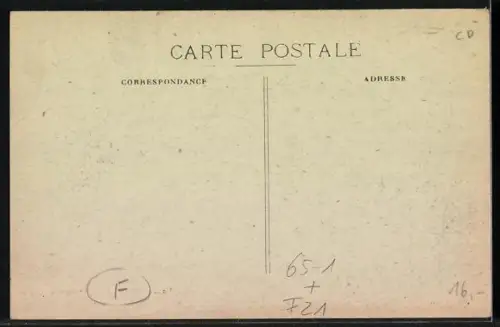 CD
CARTE POSTALE
CORRESPONDANCE
ADRESSE
65-1
+
F21
F
16,-